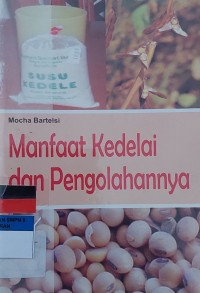 SUSU
KEDELE
Mocha Bartelsi
Manfaat Kedelai
dan Pengolahannya